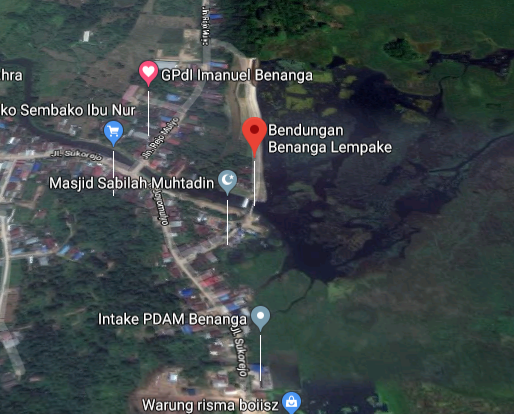 hra
GPdI Imanuel Benanga
ko Sembako Ibu Nur
Bendungan
Benanga Lempake
Jl. Sukorejo
Masjid Sabilah Muhtadin
Intake PDAM Benanga
Jl. Sukorejo
Warung risma boiisz